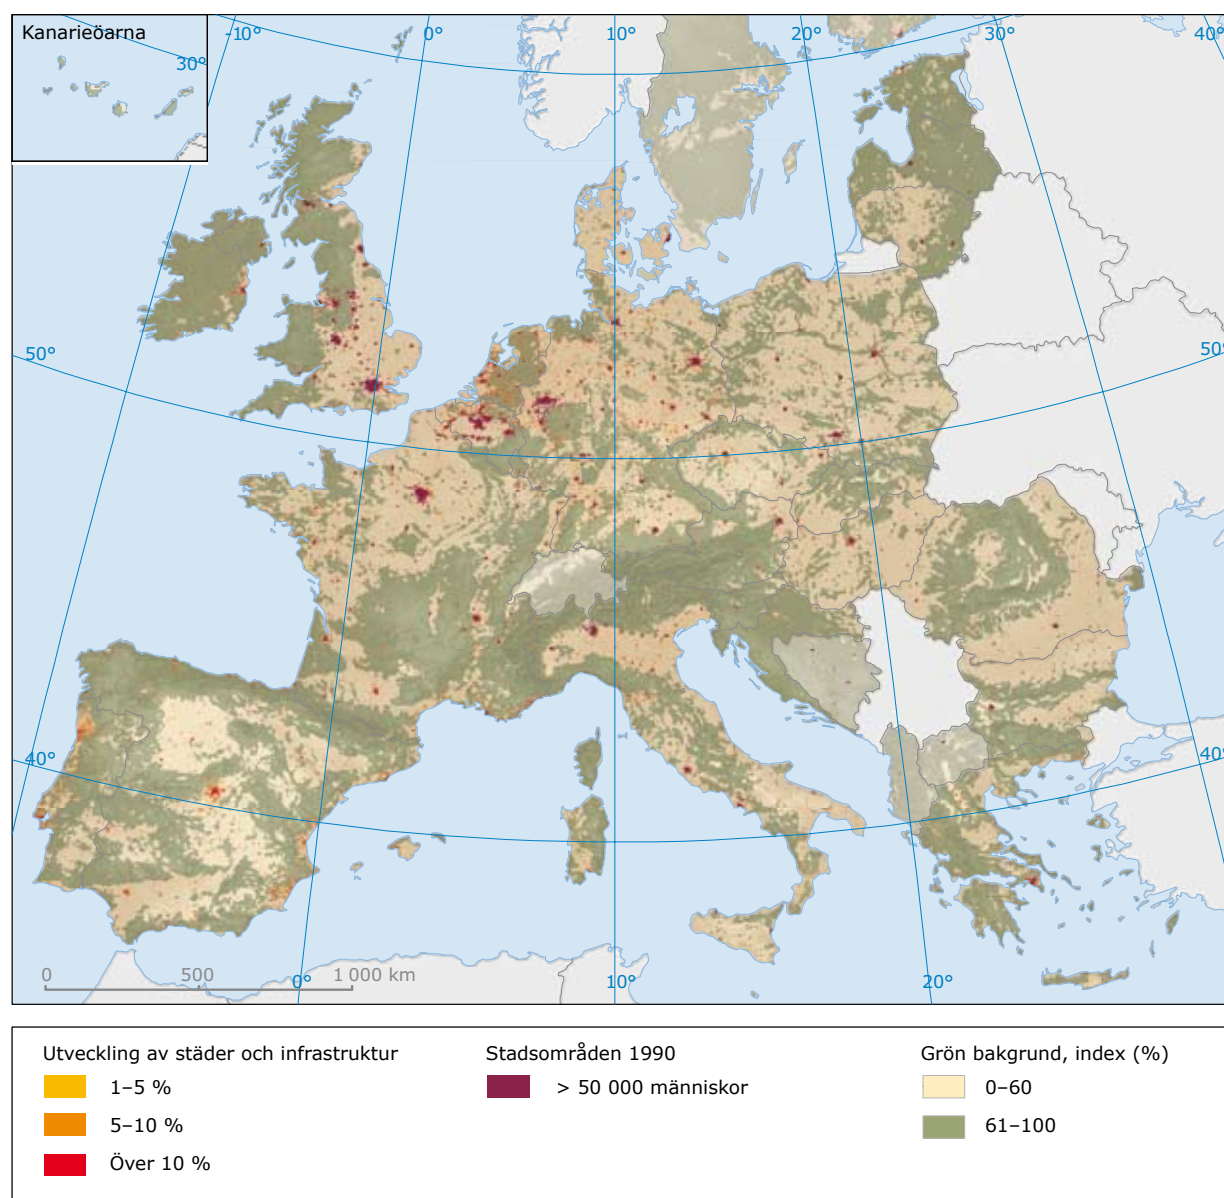 Kanarieöarna
-10°
0°
10°
20°
30°
40°
30°
50°
50°
40°
40°
0
500
1 000 km
0°
10°
20°
Utveckling av städer och infrastruktur
1–5 %
5–10 %
Över 10 %
Stadsområden 1990
> 50 000 människor
Grön bakgrund, index (%)
0–60
61–100